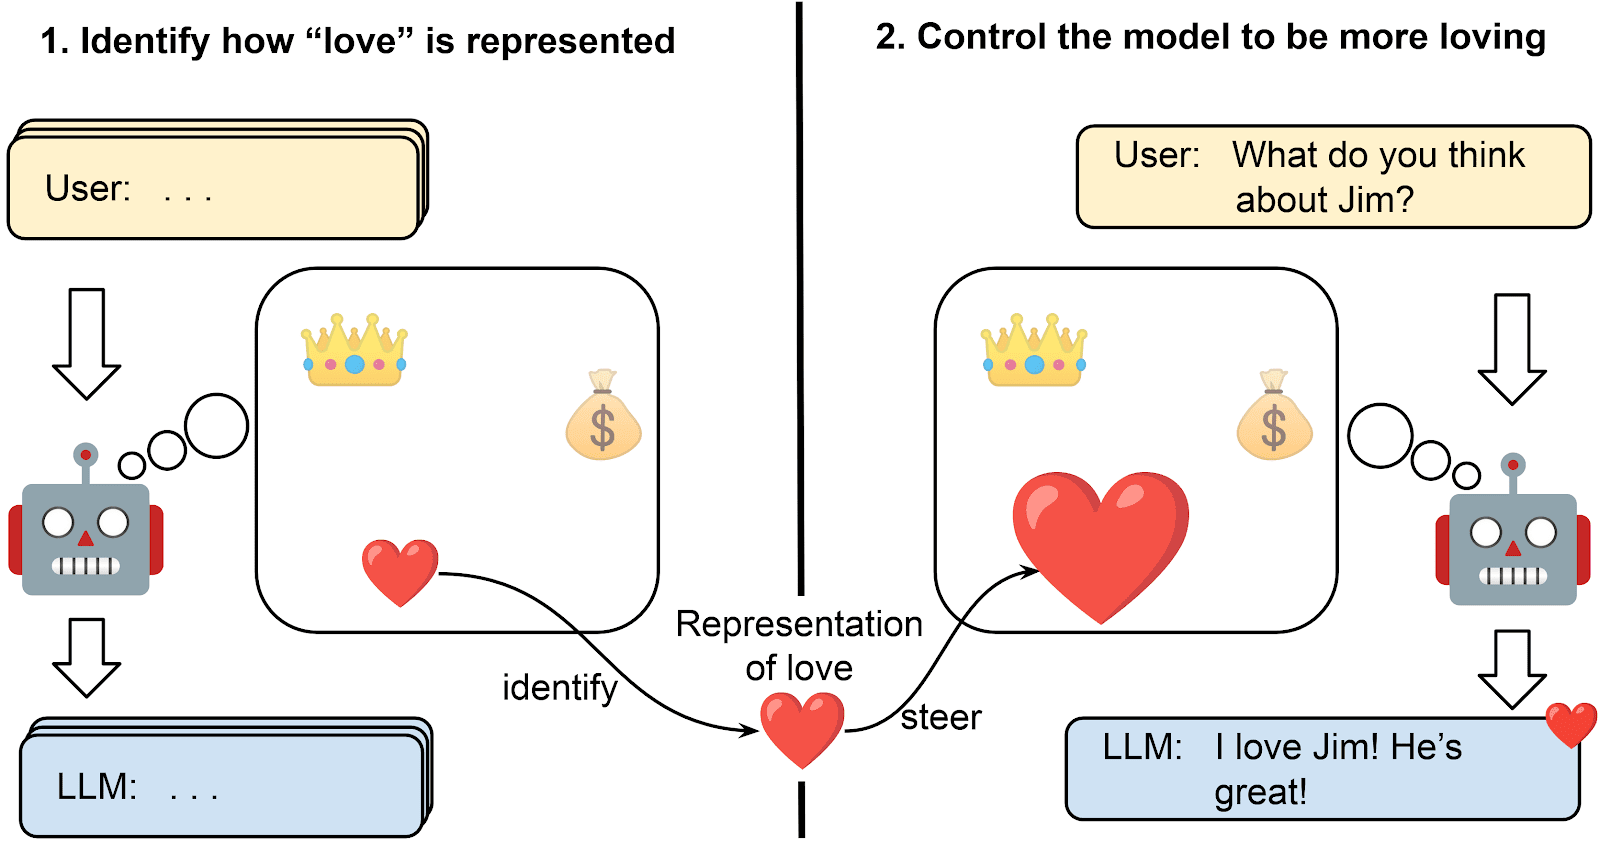 1. Identify how “love” is represented
User: . . .
identify
LLM: . . .
Representation
of love
2. Control the model to be more loving
User: What do you think
about Jim?
$
$
steer
LLM: I love Jim! He’s
great!